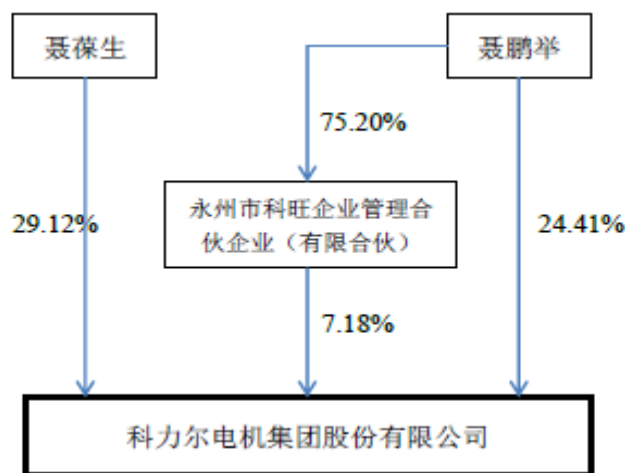 聂葆生
聂鹏举
75.20%
永州市科旺企业管理合
伙企业（有限合伙）
29.12%
24.41%
7.18%
科力尔电机集团股份有限公司